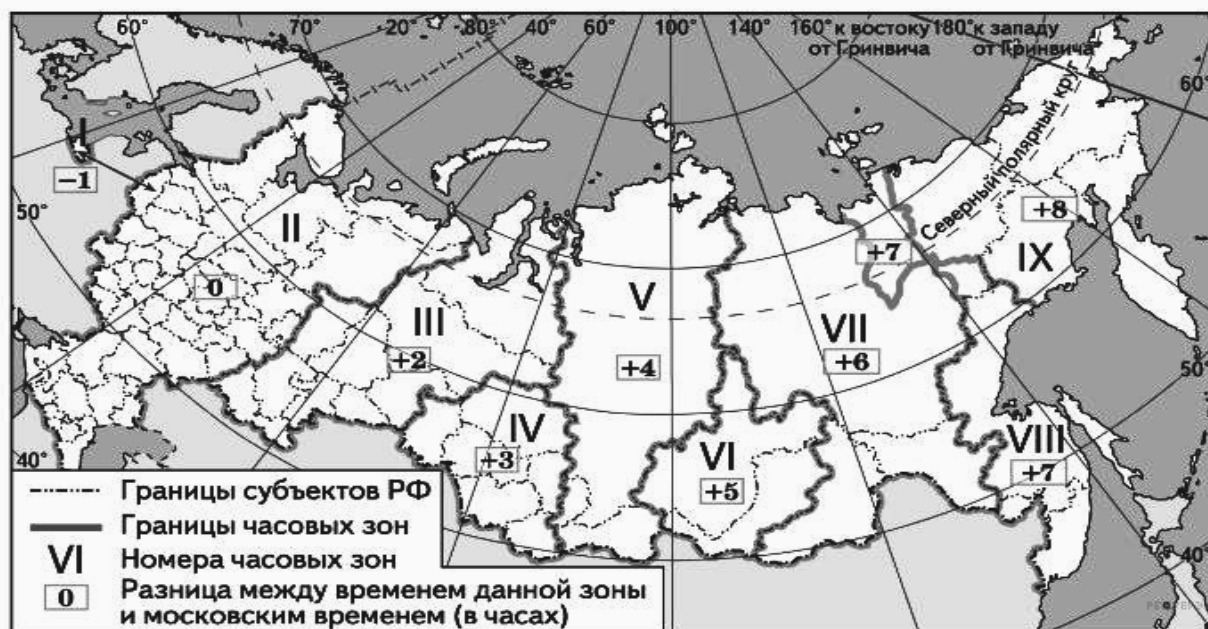 60° 70° -20° -30° 40° 60° 80° 100° 120° 140° 160° к востоку 180° к западу
от Гринвича от Гринвича
60°
Северный полярный круг
I
-1
50°
II
0
III
+2
IV
+3
V
+4
VI
+5
VII
+6
+7
VIII
+7
IX
+8
50°
40°
40°
Границы субъектов РФ
Границы часовых зон
VI Номера часовых зон
0 Разница между временем данной зоны
и московским временем (в часах)